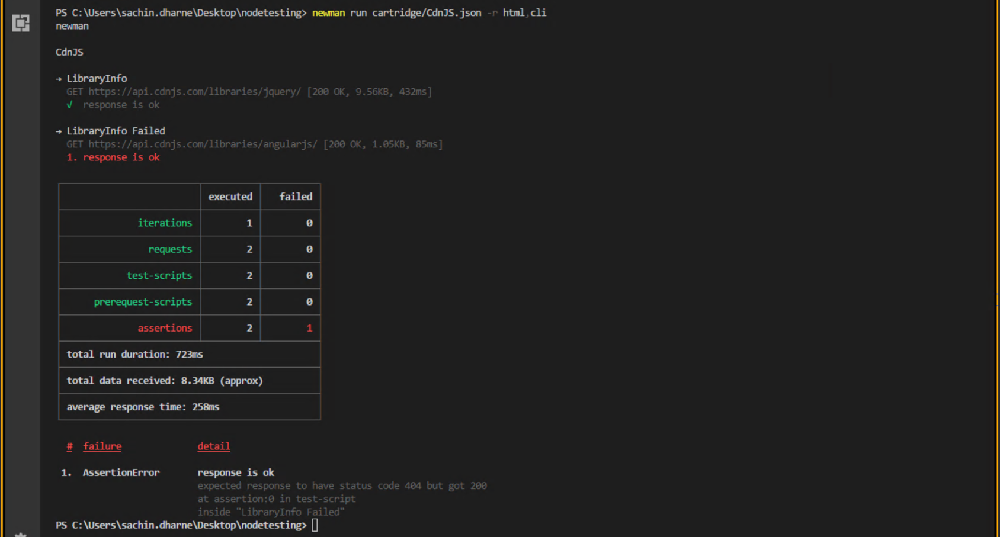 PS C:\Users\sachin.dharne\Desktop\nodetesting> newman run cartridge/CdnJS.json -r html,cli
newman
CdnJS
→ LibraryInfo
GET https://api.cdnjs.com/libraries/jquery/ [200 OK, 9.56KB, 432ms]
√ response is ok
→ LibraryInfo Failed
GET https://api.cdnjs.com/libraries/angularjs/ [200 OK, 1.05KB, 85ms]
1. response is ok
executed failed
iterations 1 0
requests 2 0
test-scripts 2 0
prerequest-scripts 2 0
assertions 2 1
total run duration: 723ms
total data received: 8.34KB (approx)
average response time: 258ms
# failure detail
1. AssertionError response is ok
expected response to have status code 404 but got 200
at assertion:0 in test-script
inside "LibraryInfo Failed"
PS C:\Users\sachin.dharne\Desktop\nodetesting>